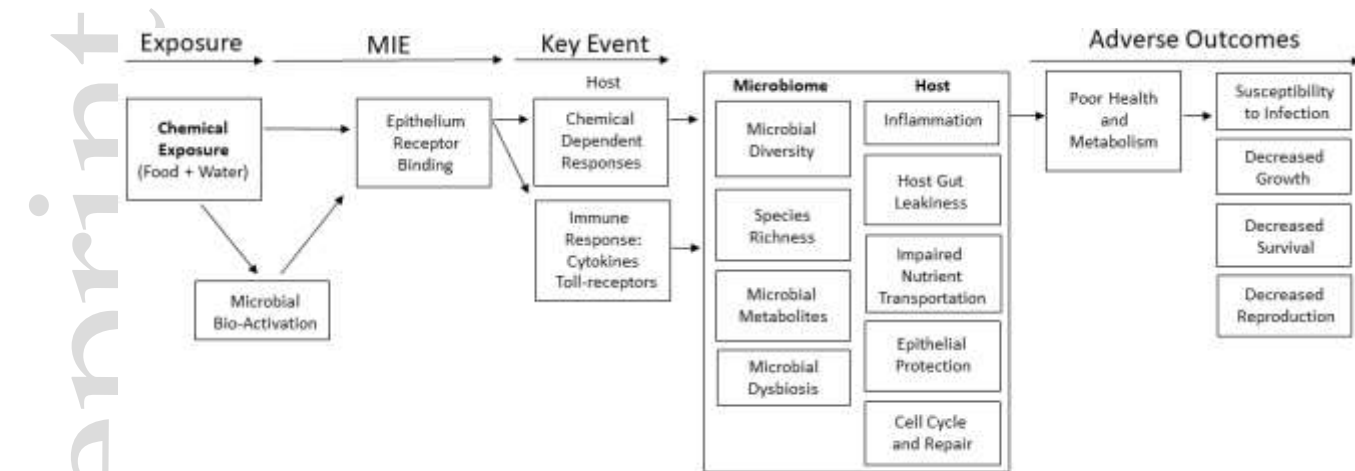 Exposure
MIE
Key Event
Adverse Outcomes
Host
Chemical
Exposure
(Food + Water)
Microbial
Bio-Activation
Epithelium
Receptor
Binding
Chemical
Dependent
Responses
Immune
Response:
Cytokines
Toll-receptors
Microbiome
Microbial
Diversity
Species
Richness
Microbial
Metabolites
Microbial
Dysbiosis
Host
Inflammation
Host Gut
Leakiness
Impaired
Nutrient
Transportation
Epithelial
Protection
Cell Cycle
and Repair
Poor Health
and
Metabolism
Susceptibility
to Infection
Decreased
Growth
Decreased
Survival
Decreased
Reproduction